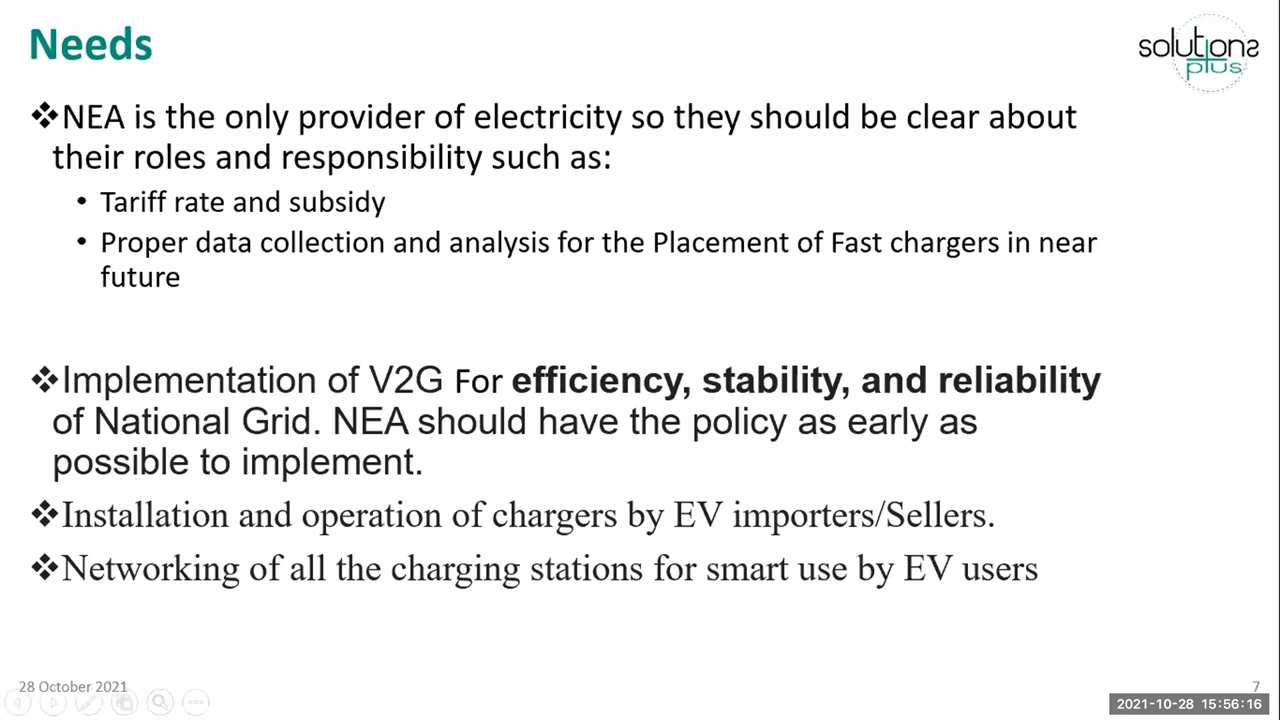 Needs
solutions
plus
❖NEA is the only provider of electricity so they should be clear about
their roles and responsibility such as:
• Tariff rate and subsidy
• Proper data collection and analysis for the Placement of Fast chargers in near
future
❖Implementation of V2G For efficiency, stability, and reliability
of National Grid. NEA should have the policy as early as
possible to implement.
❖Installation and operation of chargers by EV importers/Sellers.
❖Networking of all the charging stations for smart use by EV users
28 October 2021
7
2021-10-28 15:56:16